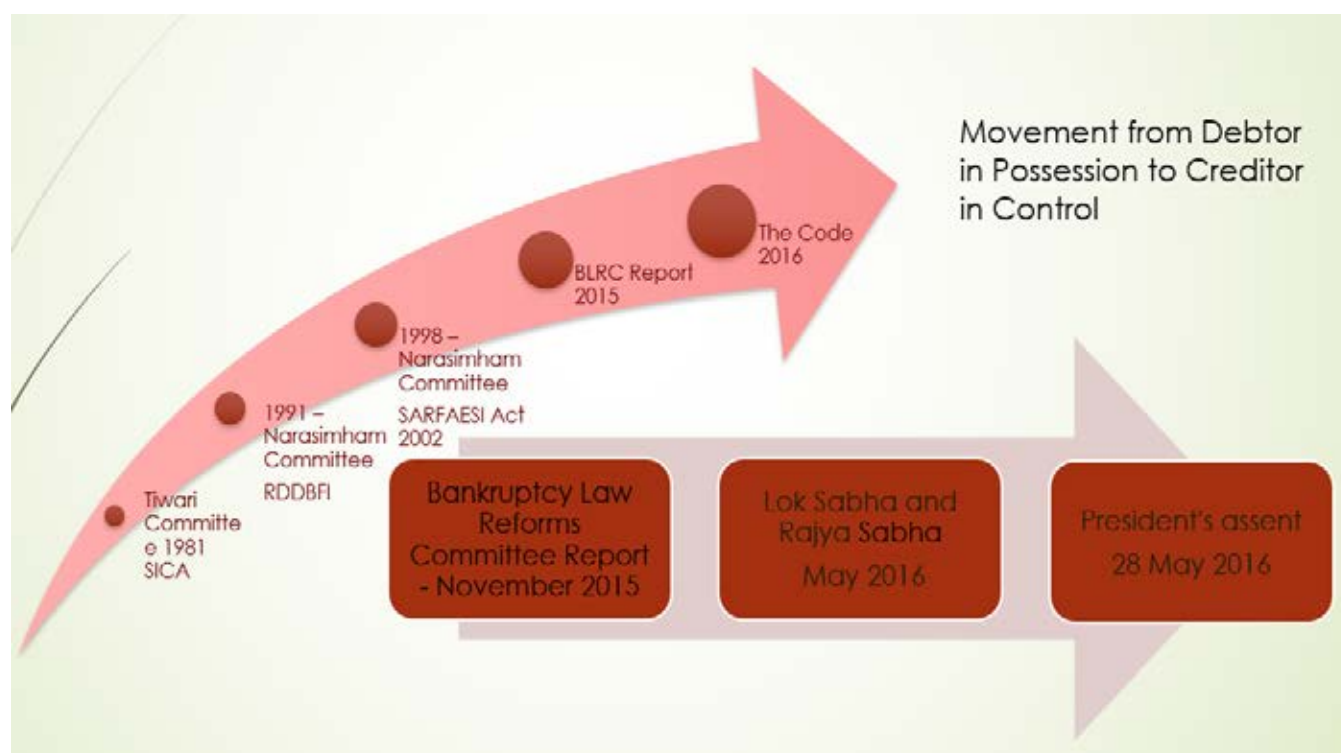 Movement from Debtor
in Possession to Creditor
in Control
The Code
2016
BLRC Report
2015
1998 –
Narasimham
Committee
SARFAESI Act
2002
1991 –
Narasimham
Committee
RDDBFI
Tiwari
Committe
e 1981
SICA
Bankruptcy Law
Reforms
Committee Report
- November 2015
Lok Sabha and
Rajya Sabha
May 2016
President's assent
28 May 2016